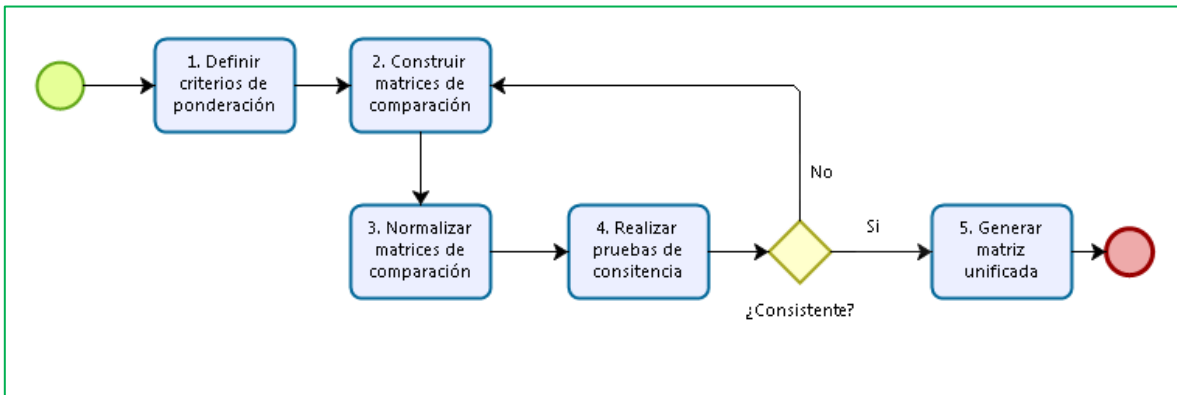 1. Definir
criterios de
ponderación
2. Construir
matrices de
comparación
No
3. Normalizar
matrices de
comparación
4. Realizar
pruebas de
consitencia
Si
5. Generar
matriz
unificada
¿Consistente?